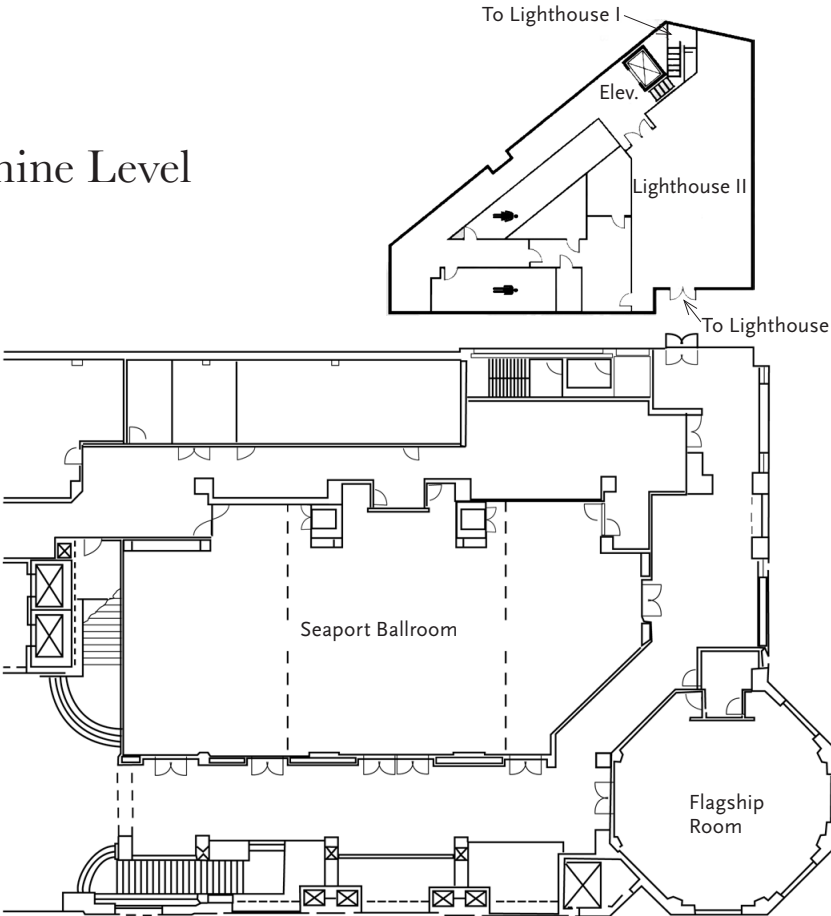 To Lighthouse I
Elev.
nine Level
Lighthouse II
To Lighthouse
Seaport Ballroom
Flagship
Room